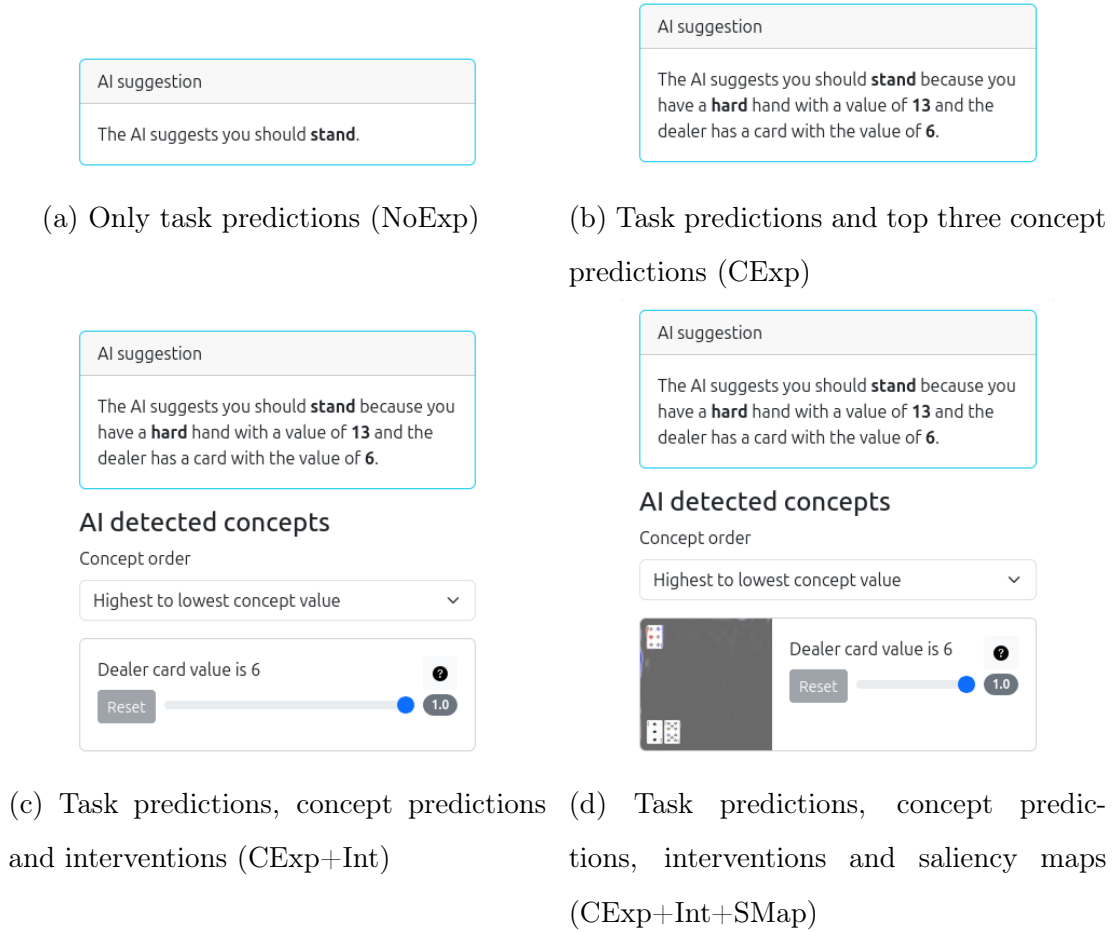 AI suggestion
The AI suggests you should stand.
(a) Only task predictions (NoExp)
AI suggestion
The AI suggests you should stand because you
have a hard hand with a value of 13 and the
dealer has a card with the value of 6.
(b) Task predictions and top three concept
predictions (CExp)
AI suggestion
The AI suggests you should stand because you
have a hard hand with a value of 13 and the
dealer has a card with the value of 6.
AI detected concepts
Concept order
Highest to lowest concept value
Dealer card value is 6
?
Reset
1.0
(c) Task predictions, concept predictions
and interventions (CExp+Int)
AI suggestion
The AI suggests you should stand because you
have a hard hand with a value of 13 and the
dealer has a card with the value of 6.
AI detected concepts
Concept order
Highest to lowest concept value
Dealer card value is 6
?
Reset
1.0
(d) Task predictions, concept predic-
tions, interventions and saliency maps
(CExp+Int+SMap)